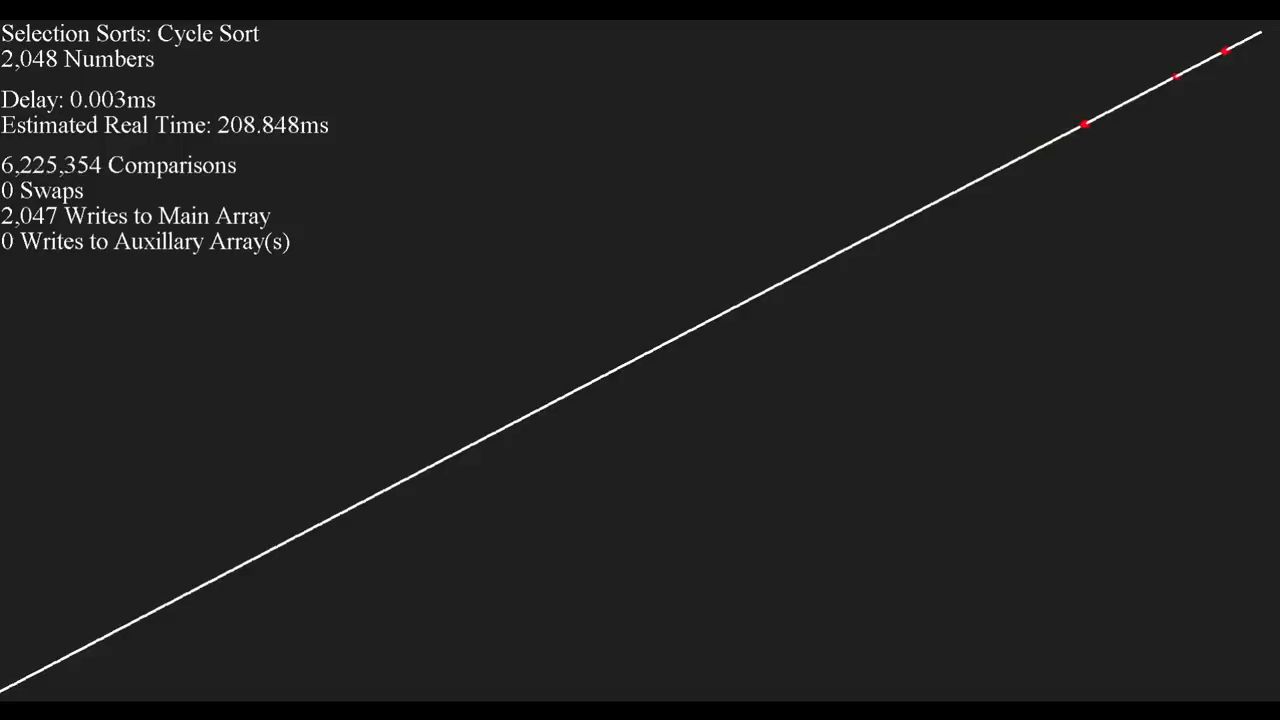 Selection Sorts: Cycle Sort
2,048 Numbers
Delay: 0.003ms
Estimated Real Time: 208.848ms
6,225,354 Comparisons
0 Swaps
2,047 Writes to Main Array
0 Writes to Auxillary Array(s)